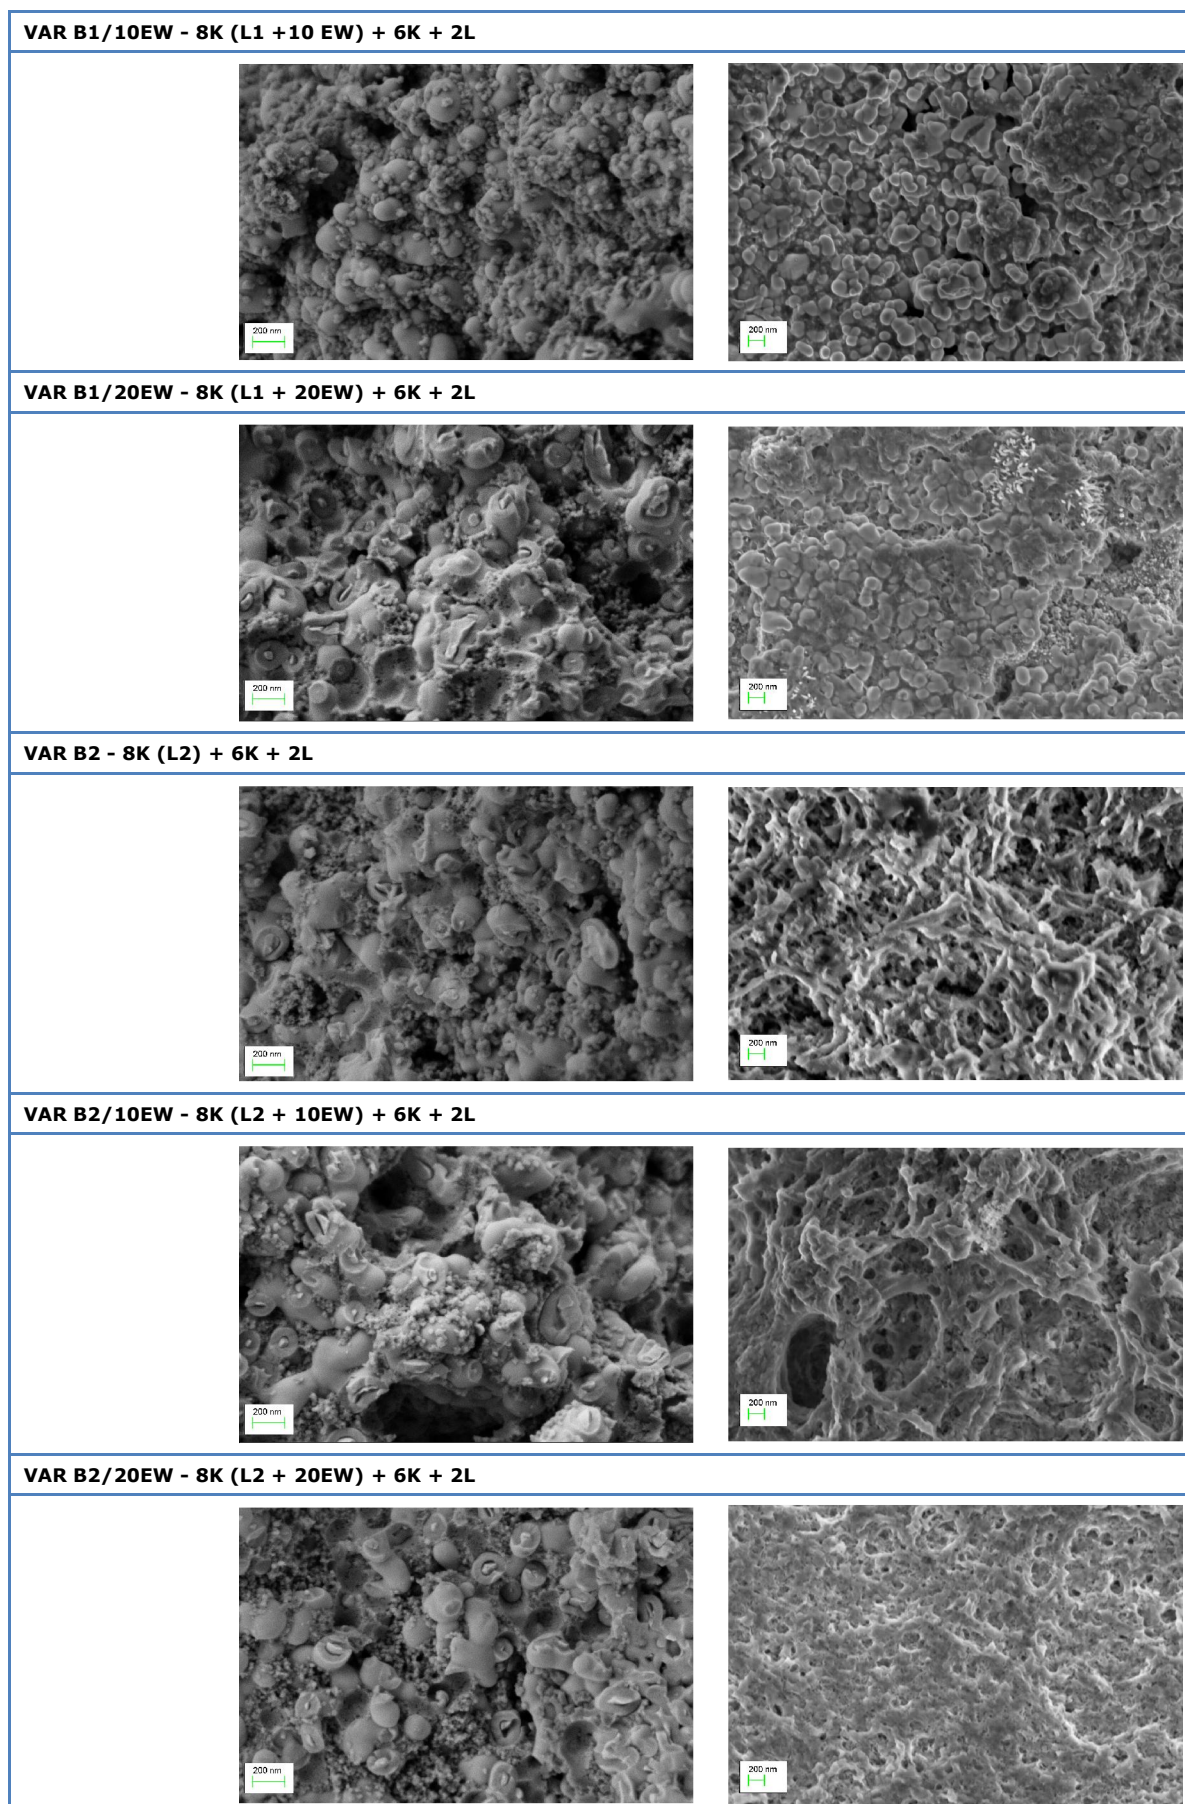 VAR B1/10EW - 8K (L1 +10 EW) + 6K + 2L
200 nm
200 nm
VAR B1/20EW - 8K (L1 + 20EW) + 6K + 2L
200 nm
200 nm
VAR B2 - 8K (L2) + 6K + 2L
200 nm
200 nm
VAR B2/10EW - 8K (L2 + 10EW) + 6K + 2L
200 nm
200 nm
VAR B2/20EW - 8K (L2 + 20EW) + 6K + 2L
200 nm
200 nm